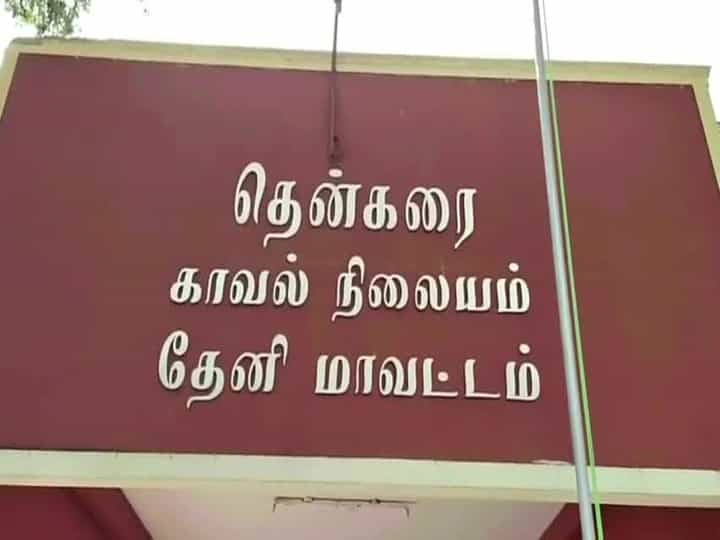 தென்கரை
காவல் நிலையம்
தேனி மாவட்டம்